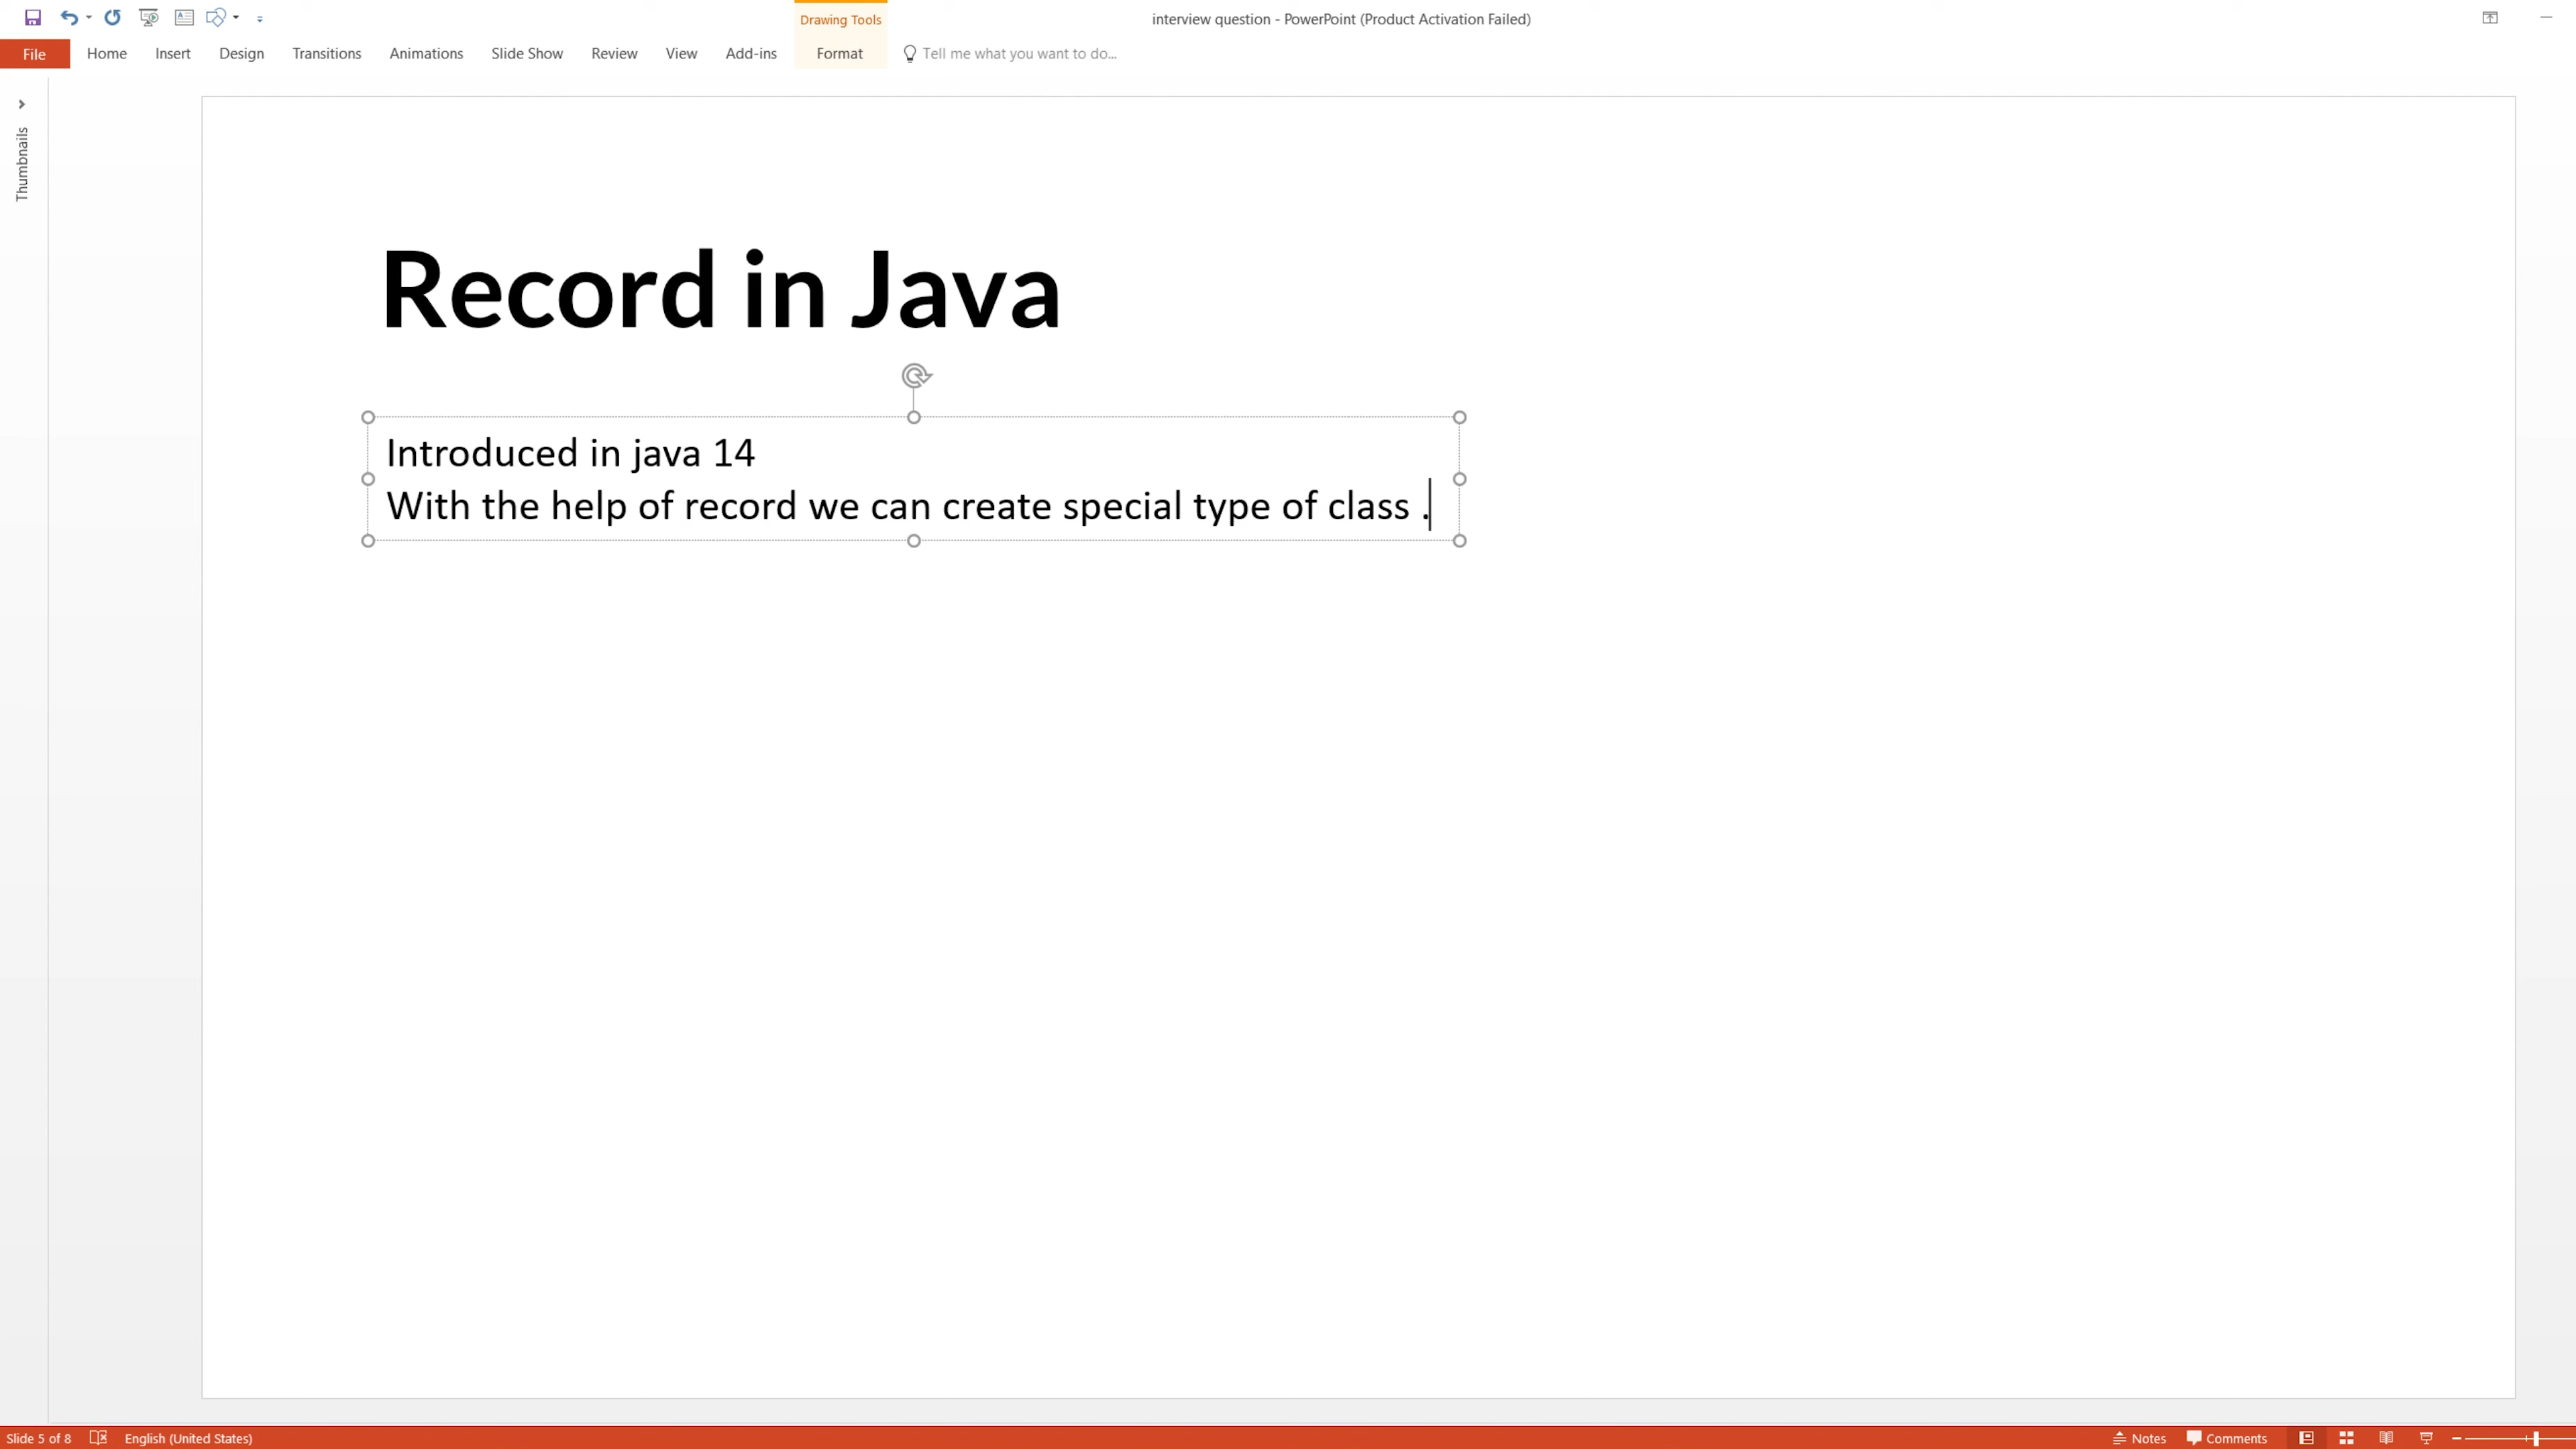 Drawing Tools
interview question - PowerPoint (Product Activation Failed)
File Home Insert Design Transitions Animations Slide Show Review View Add-ins Format Tell me what you want to do...
Thumbnails
Record in Java
Introduced in java 14
With the help of record we can create special type of class .
Slide 5 of 8 English (United States) Notes Comments